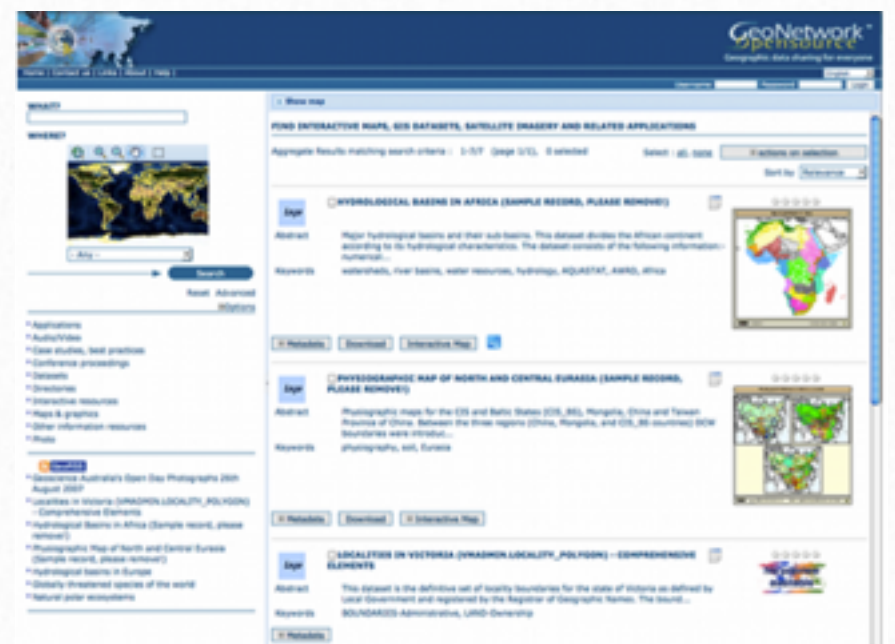 GeoNetwork
Opensource
Geographic data sharing for everyone
Home | Contact us | Links | About | Help |
English
Username Password Login
WHAT?
WHERE?
- Any -
Search
Reset Advanced
Options
Applications
Audio/Video
Case studies, best practices
Conference proceedings
Datasets
Directories
Interactive resources
Maps & graphics
Other information resources
Photo
GeoRSS
Geoscience Australia's Open Day Photographs 26th
August 2007
Localities in Victoria (VMADMIN.LOCALITY_POLYGON)
- Comprehensive Elements
Hydrological Basins in Africa (Sample record, please
remove!)
Physiographic Map of North and Central Eurasia
(Sample record, please remove!)
Hydrological basins in Europe
Globally threatened species of the world
Natural polar ecosystems
Show map
FIND INTERACTIVE MAPS, GIS DATASETS, SATELLITE IMAGERY AND RELATED APPLICATIONS
Aggregate Results matching search criteria : 1-7/7 (page 1/1), 0 selected
Select : all, none
actions on selection
Sort by Relevance
HYDROLOGICAL BASINS IN AFRICA (SAMPLE RECORD, PLEASE REMOVE!)
Abstract Major hydrological basins and their sub-basins. This dataset divides the African continent
according to its hydrological characteristics. The dataset consists of the following information:-
numerical...
Keywords watersheds, river basins, water resources, hydrology, AQUASTAT, AWRD, Africa
Metadata Download Interactive Map
PHYSIOGRAPHIC MAP OF NORTH AND CENTRAL EURASIA (SAMPLE RECORD,
PLEASE REMOVE!)
Abstract Physiographic maps for the CIS and Baltic States (CIS_BS), Mongolia, China and Taiwan
Province of China. Between the three regions (China, Mongolia, and CIS_BS countries) DCW
boundaries were introduc...
Keywords physiography, soil, Eurasia
Metadata Download Interactive Map
LOCALITIES IN VICTORIA (VMADMIN.LOCALITY_POLYGON) - COMPREHENSIVE
ELEMENTS
Abstract This dataset is the definitive set of locality boundaries for the state of Victoria as defined by
Local Government and registered by the Registrar of Geographic Names. The bound...
Keywords BOUNDARIES-Administrative, LAND-Ownership
Metadata